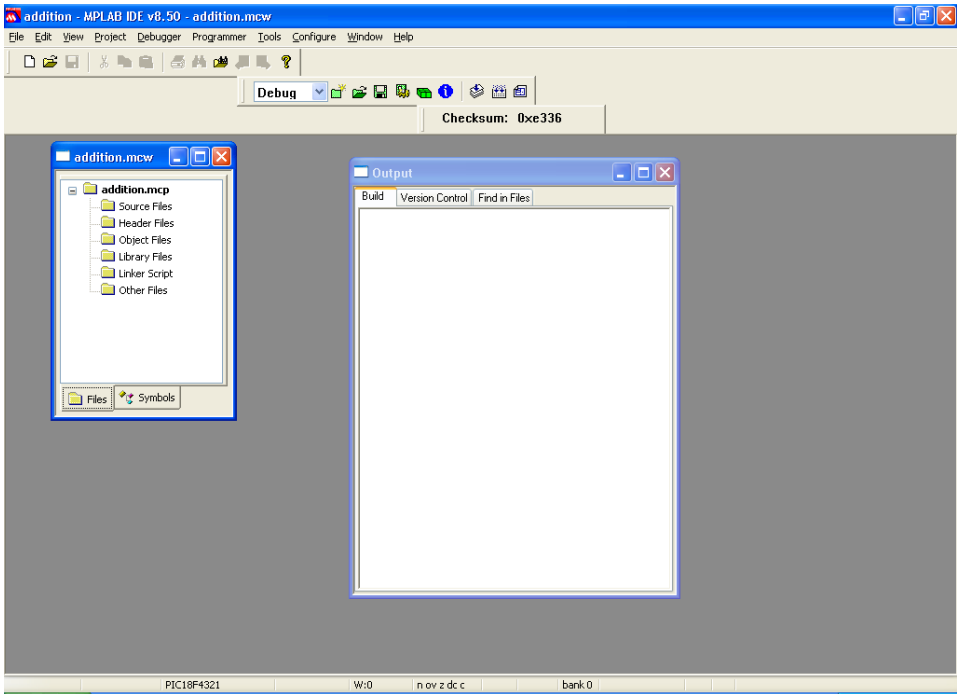 addition - MPLAB IDE v8.50 - addition.mcw
File Edit View Project Debugger Programmer Tools Configure Window Help
Debug
Checksum: 0xe336
addition.mcw
addition.mcp
Source Files
Header Files
Object Files
Library Files
Linker Script
Other Files
Files Symbols
Output
Build Version Control Find in Files
PIC18F4321 W:0 n ov z dc c bank 0